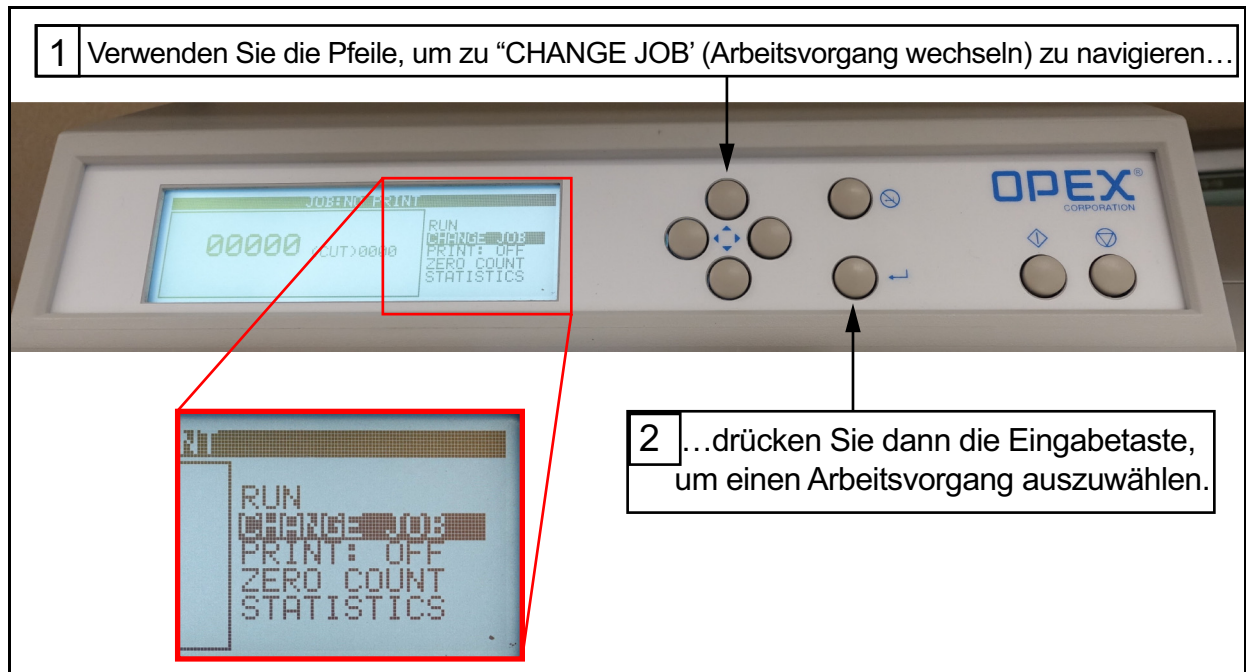 1 Verwenden Sie die Pfeile, um zu “CHANGE JOB’ (Arbeitsvorgang wechseln) zu navigieren…
JOB:NO PRINT
00000 (CUT)0000
RUN
CHANGE JOB
PRINT: OFF
ZERO COUNT
STATISTICS
OPEX®
CORPORATION
2 …drücken Sie dann die Eingabetaste,
um einen Arbeitsvorgang auszuwählen.
NT
RUN
CHANGE JOB
PRINT: OFF
ZERO COUNT
STATISTICS